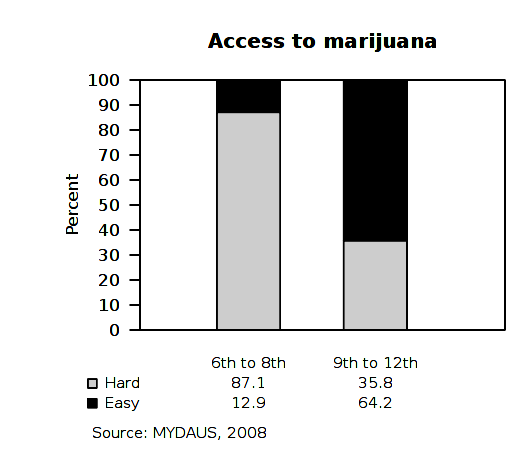 Access to marijuana
100
90
80
70
60
50
40
30
20
10
0
Percent
6th to 8th 9th to 12th
Hard 87.1 35.8
Easy 12.9 64.2
Source: MYDAUS, 2008